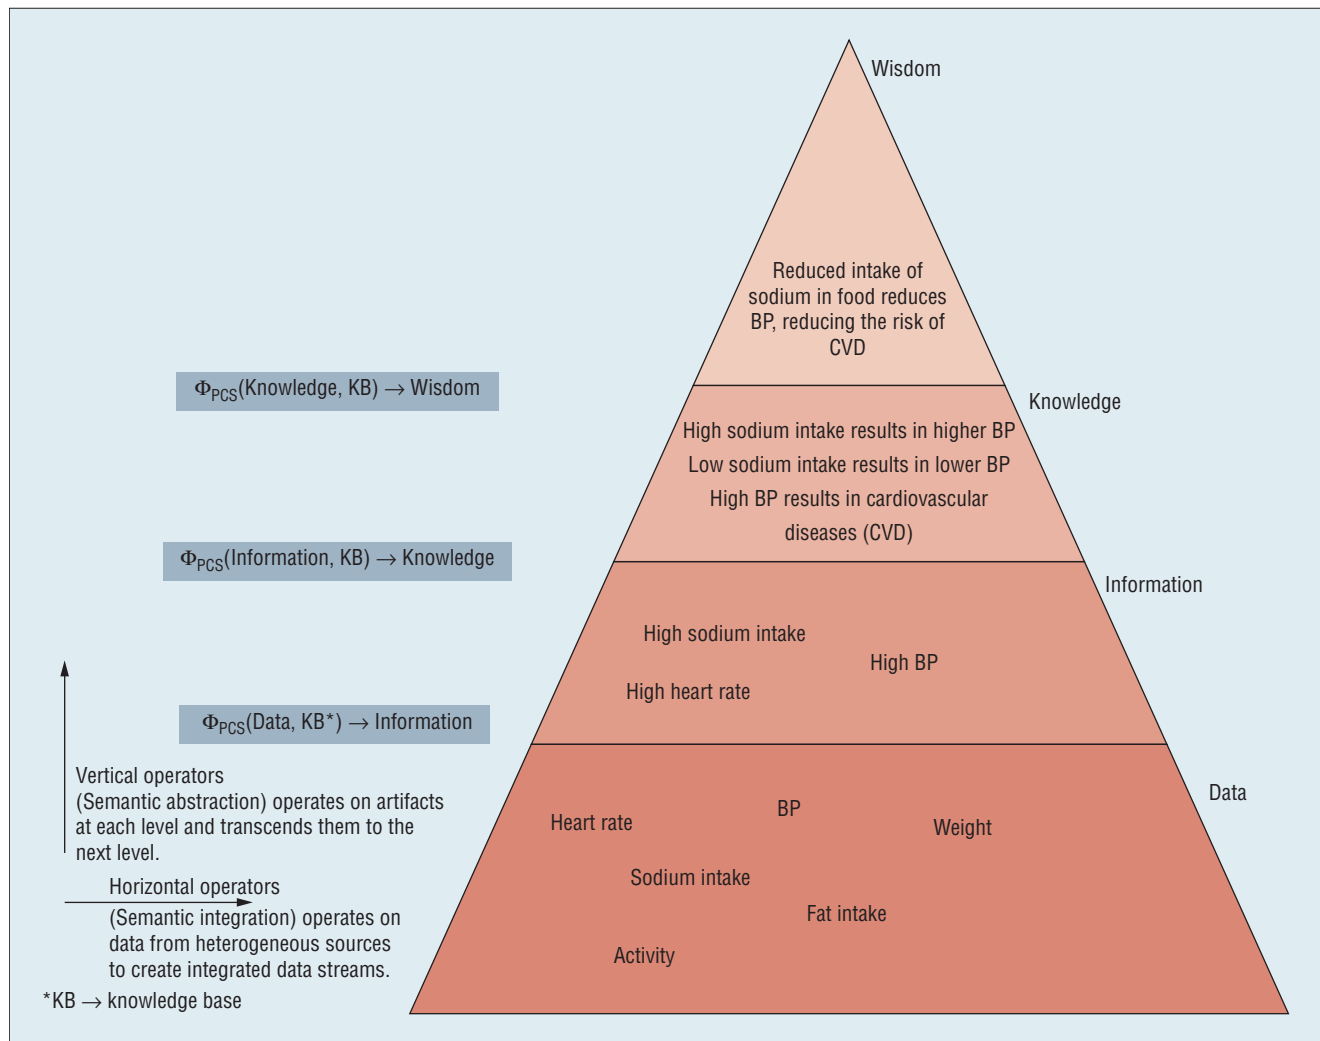 Wisdom
Reduced intake of
sodium in food reduces
BP, reducing the risk of
CVD
ΦPCS(Knowledge, KB) → Wisdom
Knowledge
High sodium intake results in higher BP
Low sodium intake results in lower BP
High BP results in cardiovascular
diseases (CVD)
ΦPCS(Information, KB) → Knowledge
Information
High sodium intake
High BP
High heart rate
ΦPCS(Data, KB*) → Information
Data
Heart rate
BP
Weight
Sodium intake
Fat intake
Activity
Vertical operators
(Semantic abstraction) operates on artifacts
at each level and transcends them to the
next level.
Horizontal operators
(Semantic integration) operates on
data from heterogeneous sources
to create integrated data streams.
*KB → knowledge base